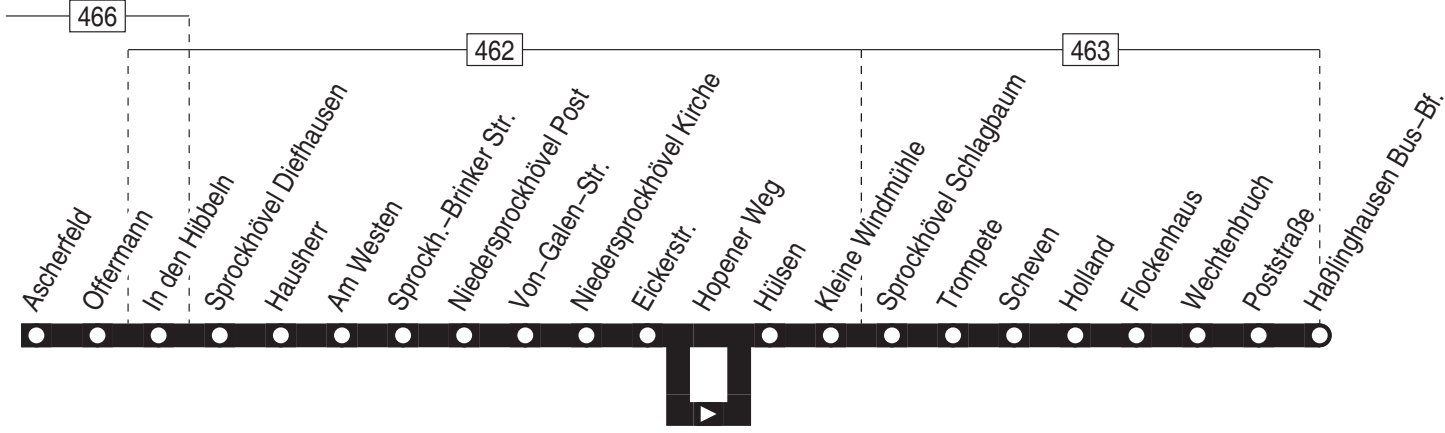 466
462
463
Ascherfeld
Offermann
In den Hibbeln
Sprockhövel Diefhausen
Hausherr
Am Westen
Sprockh.–Brinker Str.
Niedersprockhövel Post
Von–Galen–Str.
Niedersprockhövel Kirche
Eickerstr.
Hopener Weg
Hülsen
Kleine Windmühle
Sprockhövel Schlagbaum
Trompete
Scheven
Holland
Flockenhaus
Wechtenbruch
Poststraße
Haßlinghausen Bus–Bf.